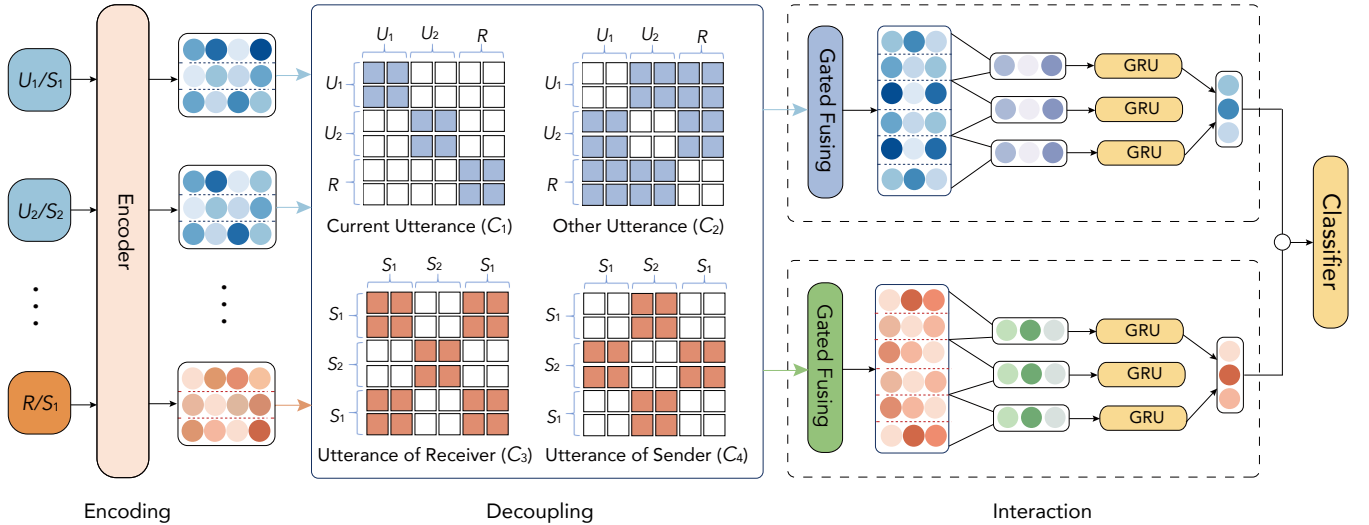 U1/S1
U2/S2
R/S1
Encoder
Encoding
U1 U2 R
U1
U2
R
Current Utterance (C1)
U1 U2 R
U1
U2
R
Other Utterance (C2)
S1 S2 S1
S1
S2
S1
Utterance of Receiver (C3)
S1 S2 S1
S1
S2
S1
Utterance of Sender (C4)
Decoupling
Gated Fusing
GRU
GRU
GRU
Gated Fusing
GRU
GRU
GRU
Interaction
Classifier